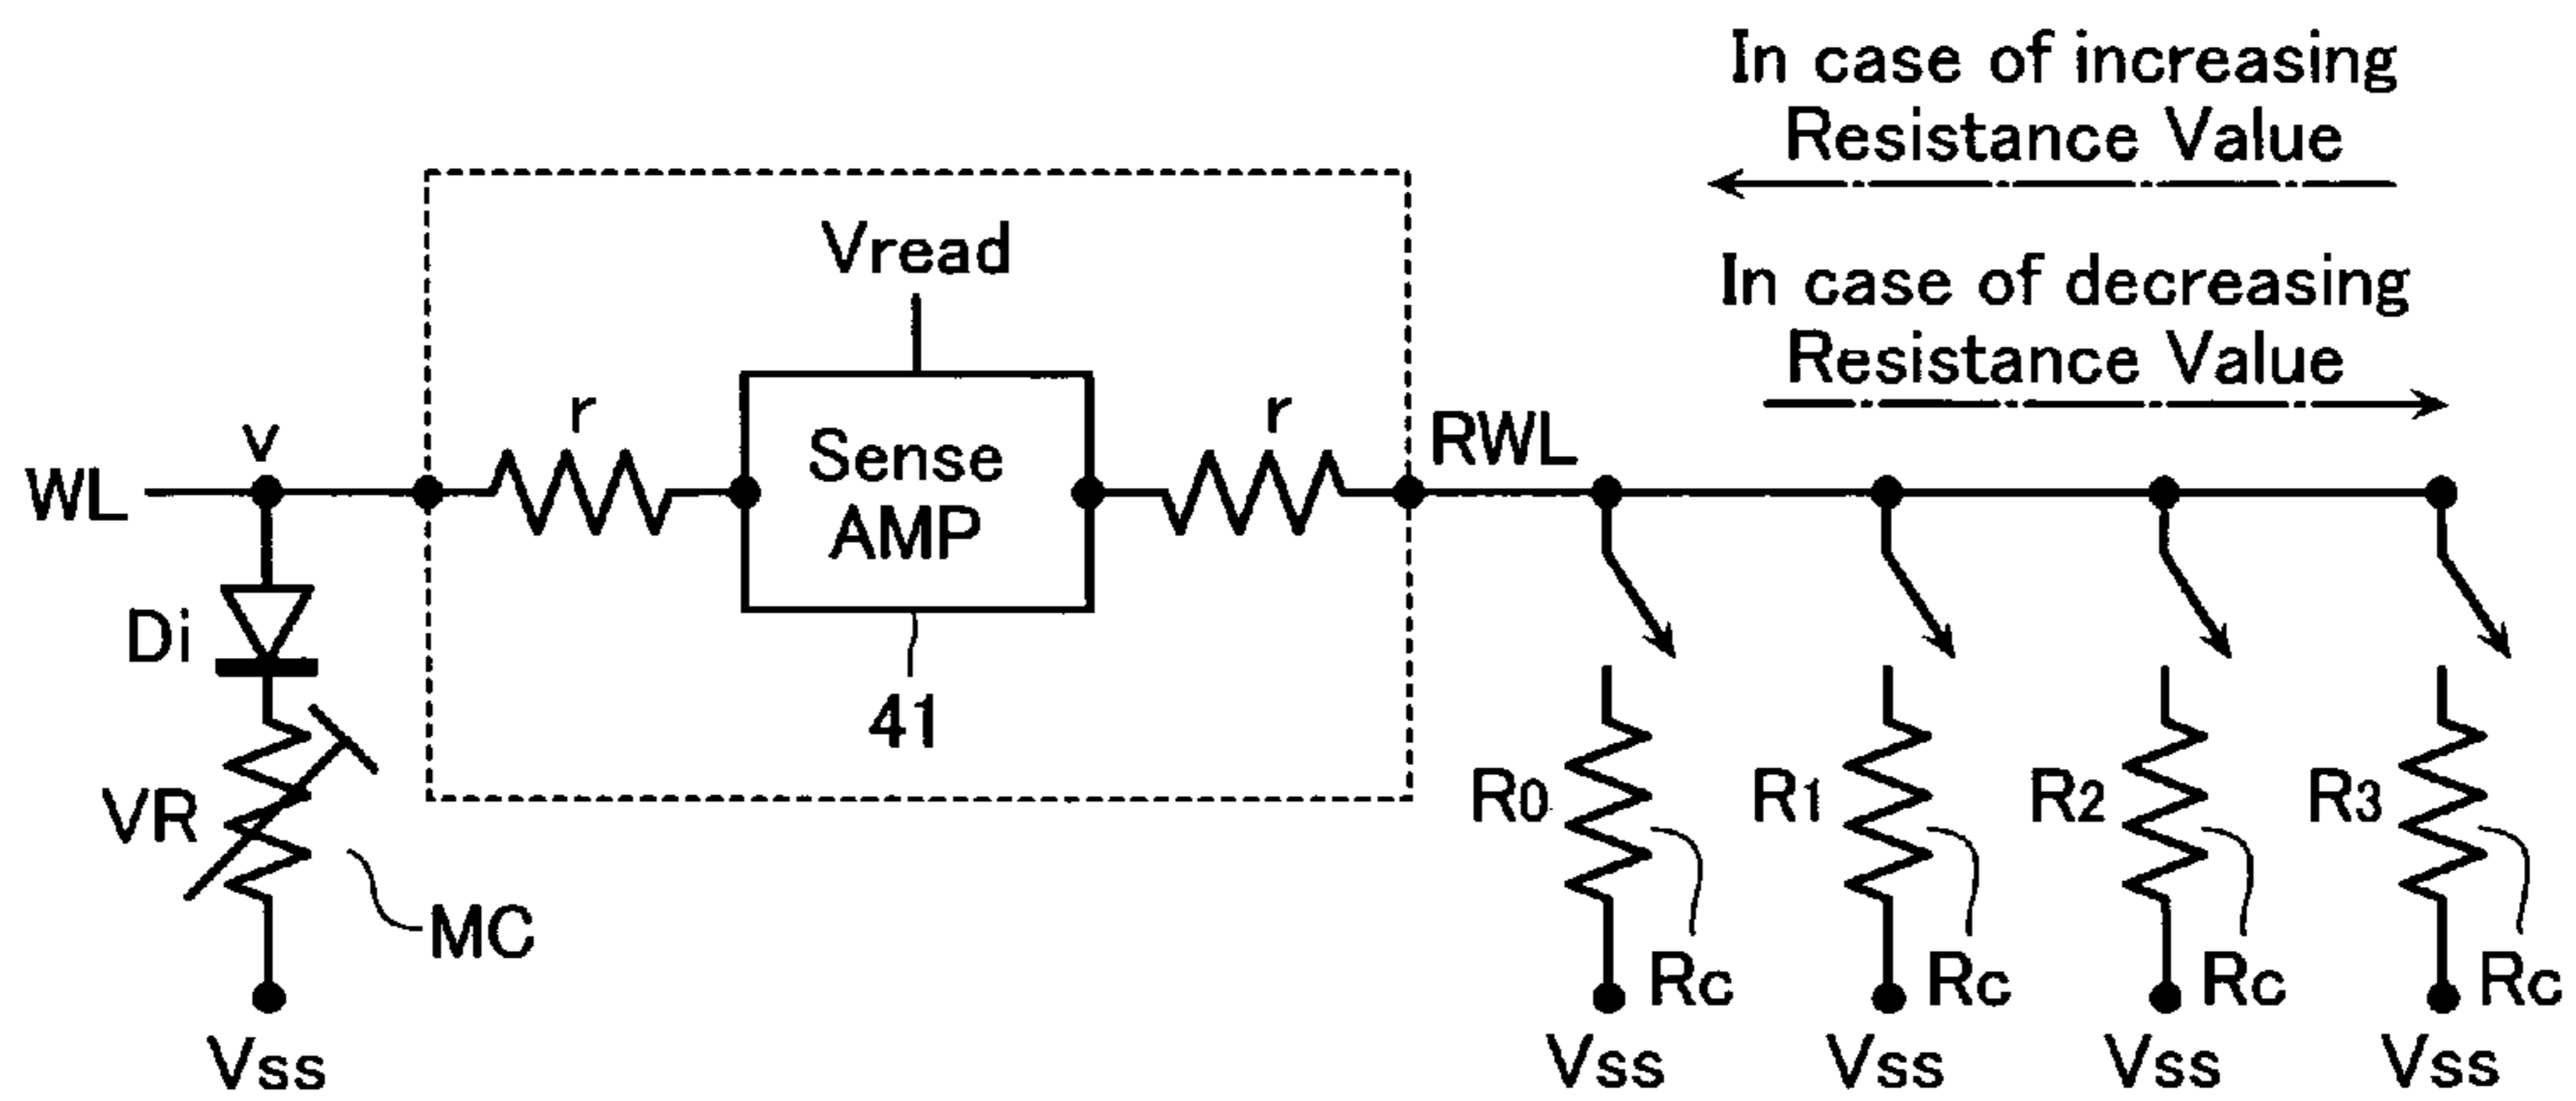 In case of increasing
Resistance Value
In case of decreasing
Resistance Value
Vread
r
r
v
WL
Sense
AMP
RWL
Di
41
VR
MC
R0
R1
R2
R3
Rc
Rc
Rc
Rc
Vss
Vss
Vss
Vss
Vss